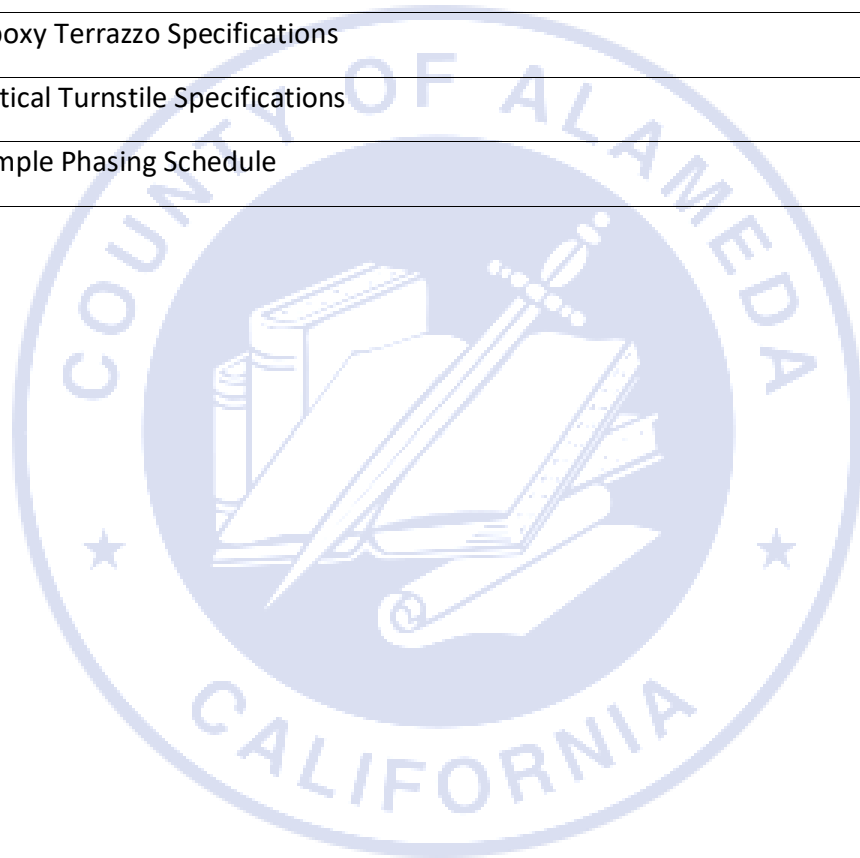 poxy Terrazzo Specifications
tical Turnstile Specifications
mple Phasing Schedule
COUNTY OF ALAMEDA
CALIFORNIA